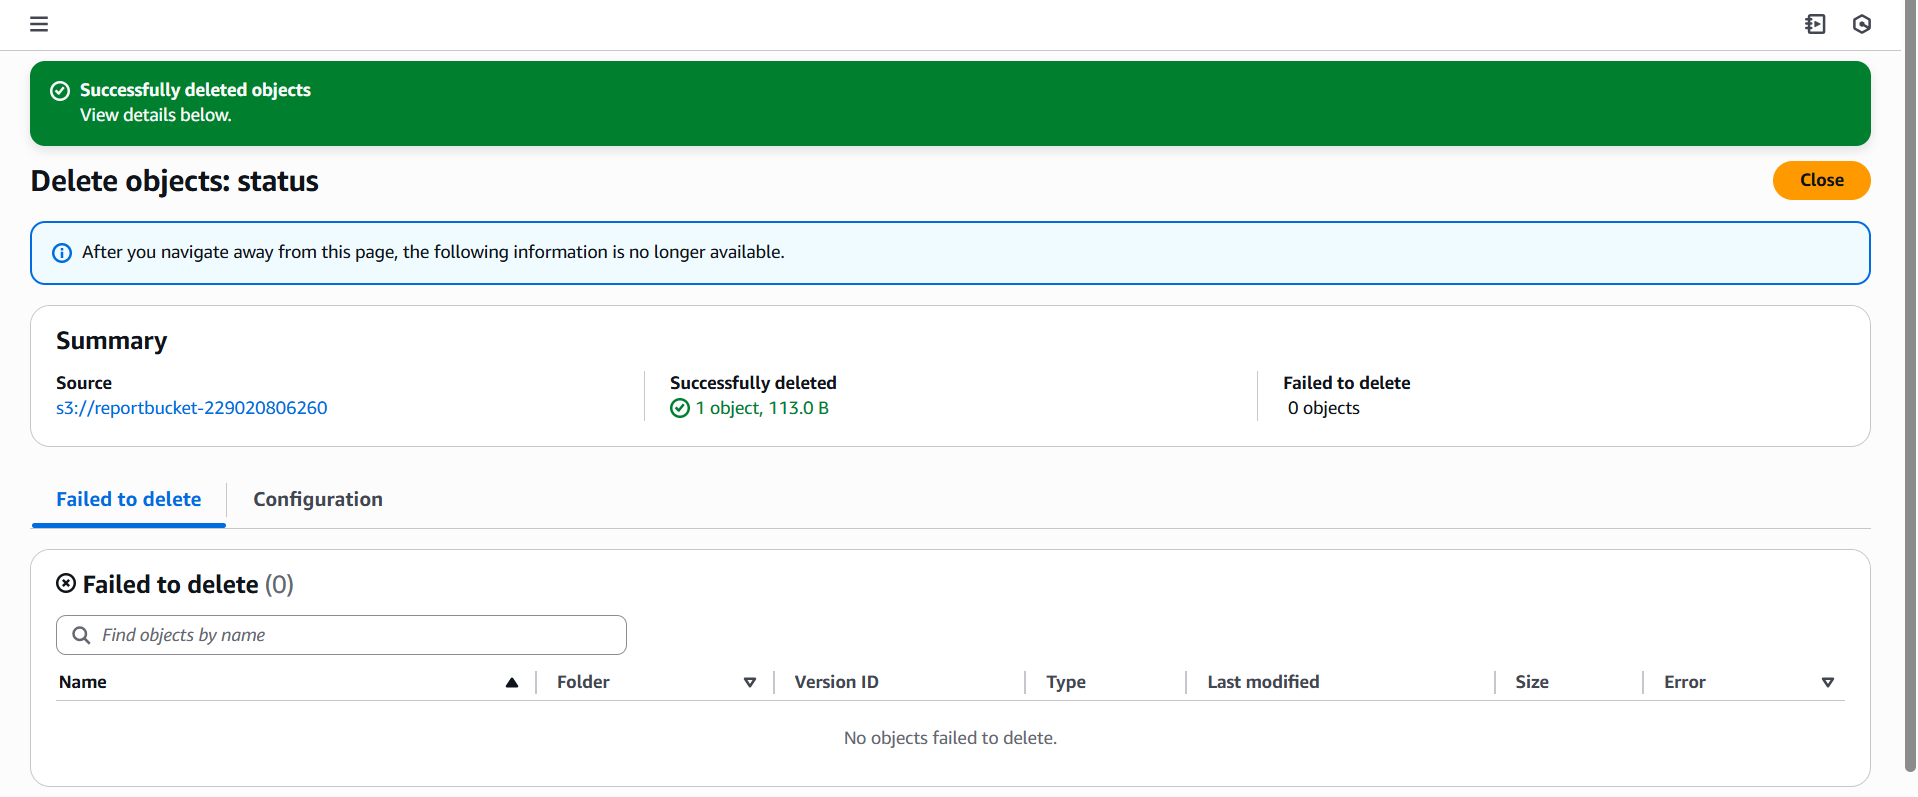 Successfully deleted objects
View details below.
Delete objects: status
Close
After you navigate away from this page, the following information is no longer available.
Summary
Source
s3://reportbucket-229020806260
Successfully deleted
1 object, 113.0 B
Failed to delete
0 objects
Failed to delete
Configuration
Failed to delete (0)
Find objects by name
Name Folder Version ID Type Last modified Size Error
No objects failed to delete.